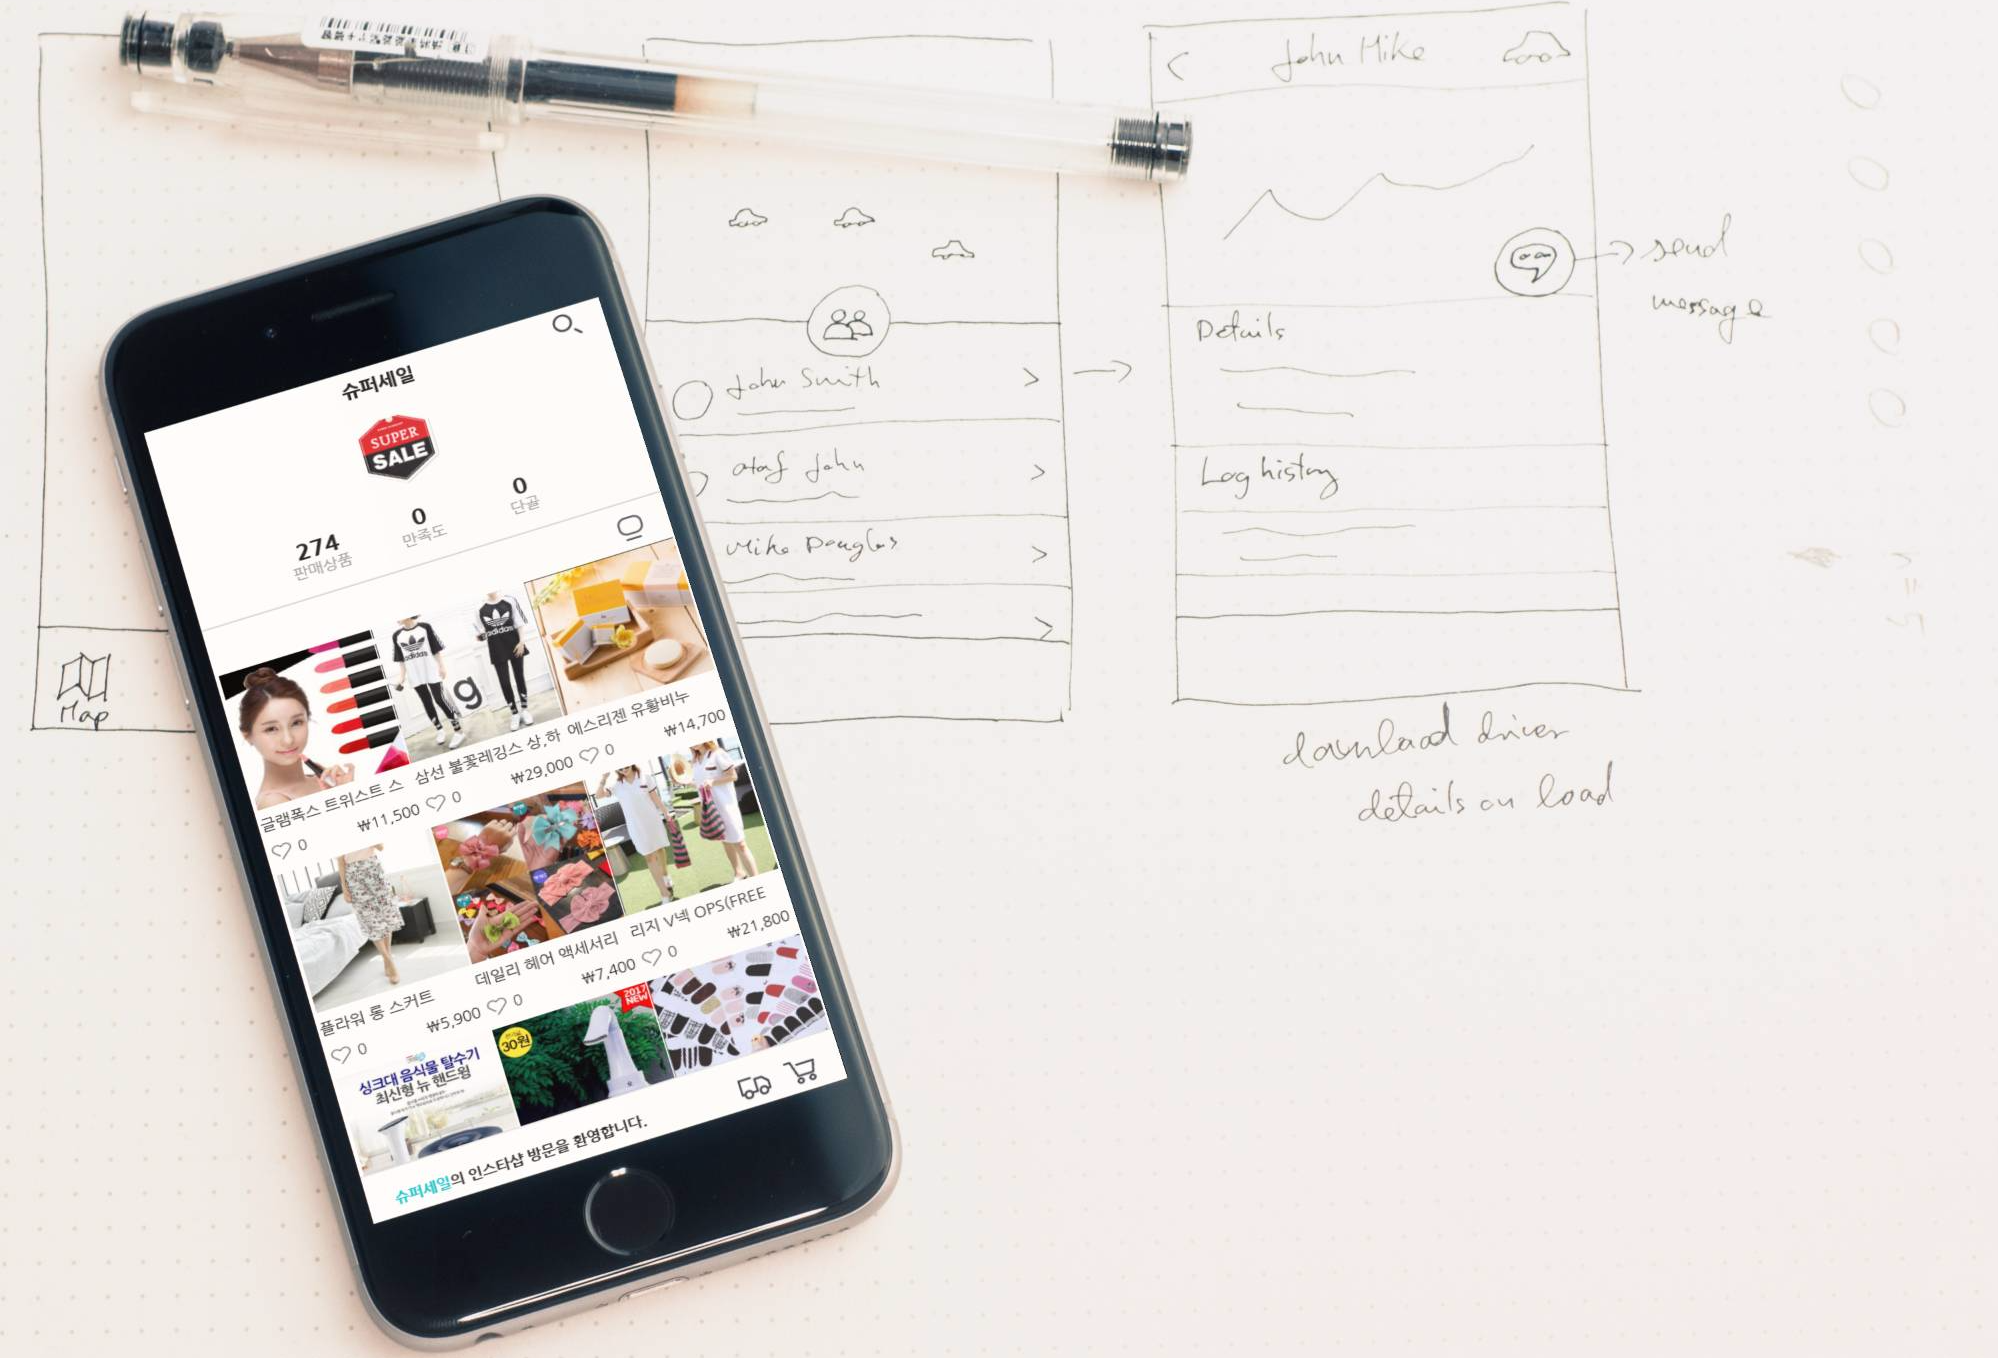 John Mike
send
message
Details
Log history
John Smith
Olaf John
Mike Douglas
Map
download driver
details on load
슈퍼세일
SUPER
SALE
274
판매상품
0
만족도
0
단골
adidas
adidas
g
글램폭스 트위스트 스
₩11,500
0
삼선 불꽃레깅스 상,하
₩29,000
0
에스리젠 유황비누
₩14,700
0
플라워 롱 스커트
₩5,900
0
데일리 헤어 액세서리
₩7,400
0
리지 V넥 OPS(FREE
₩21,800
0
싱크대 음식물 탈수기
최신형 뉴 핸드윙
30원
2017
NEW
슈퍼세일의 인스타샵 방문을 환영합니다.